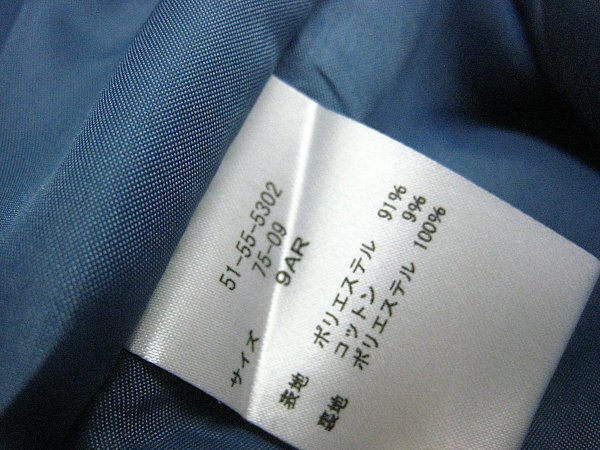 51-55-5302
75-09
サイズ 9AR
表地 ポリエステル 91%
コットン 9%
裏地 ポリエステル 100%